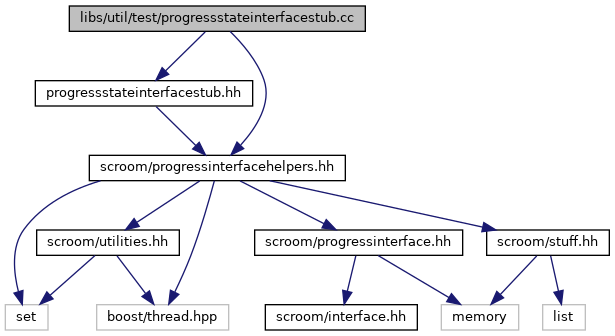 libs/util/test/progressstateinterfacestub.cc
progressstateinterfacestub.hh
scroom/progressinterfacehelpers.hh
scroom/utilities.hh
scroom/progressinterface.hh
scroom/stuff.hh
set
boost/thread.hpp
scroom/interface.hh
memory
list